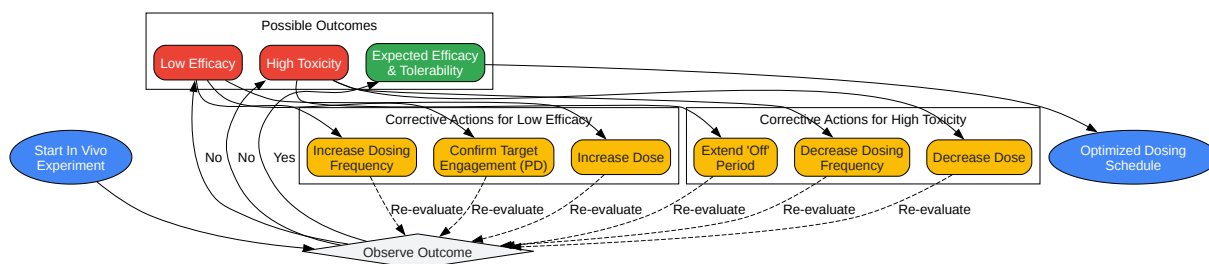 Possible Outcomes
Low Efficacy
High Toxicity
Expected Efficacy
& Tolerability
Corrective Actions for Low Efficacy
Corrective Actions for High Toxicity
Start In Vivo
Experiment
No
No
Yes
Increase Dosing
Frequency
Confirm Target
Engagement (PD)
Increase Dose
Extend 'Off'
Period
Decrease Dosing
Frequency
Decrease Dose
Optimized Dosing
Schedule
Re-evaluate
Re-evaluate
Re-evaluate
Re-evaluate
Re-evaluate
Re-evaluate
Observe Outcome